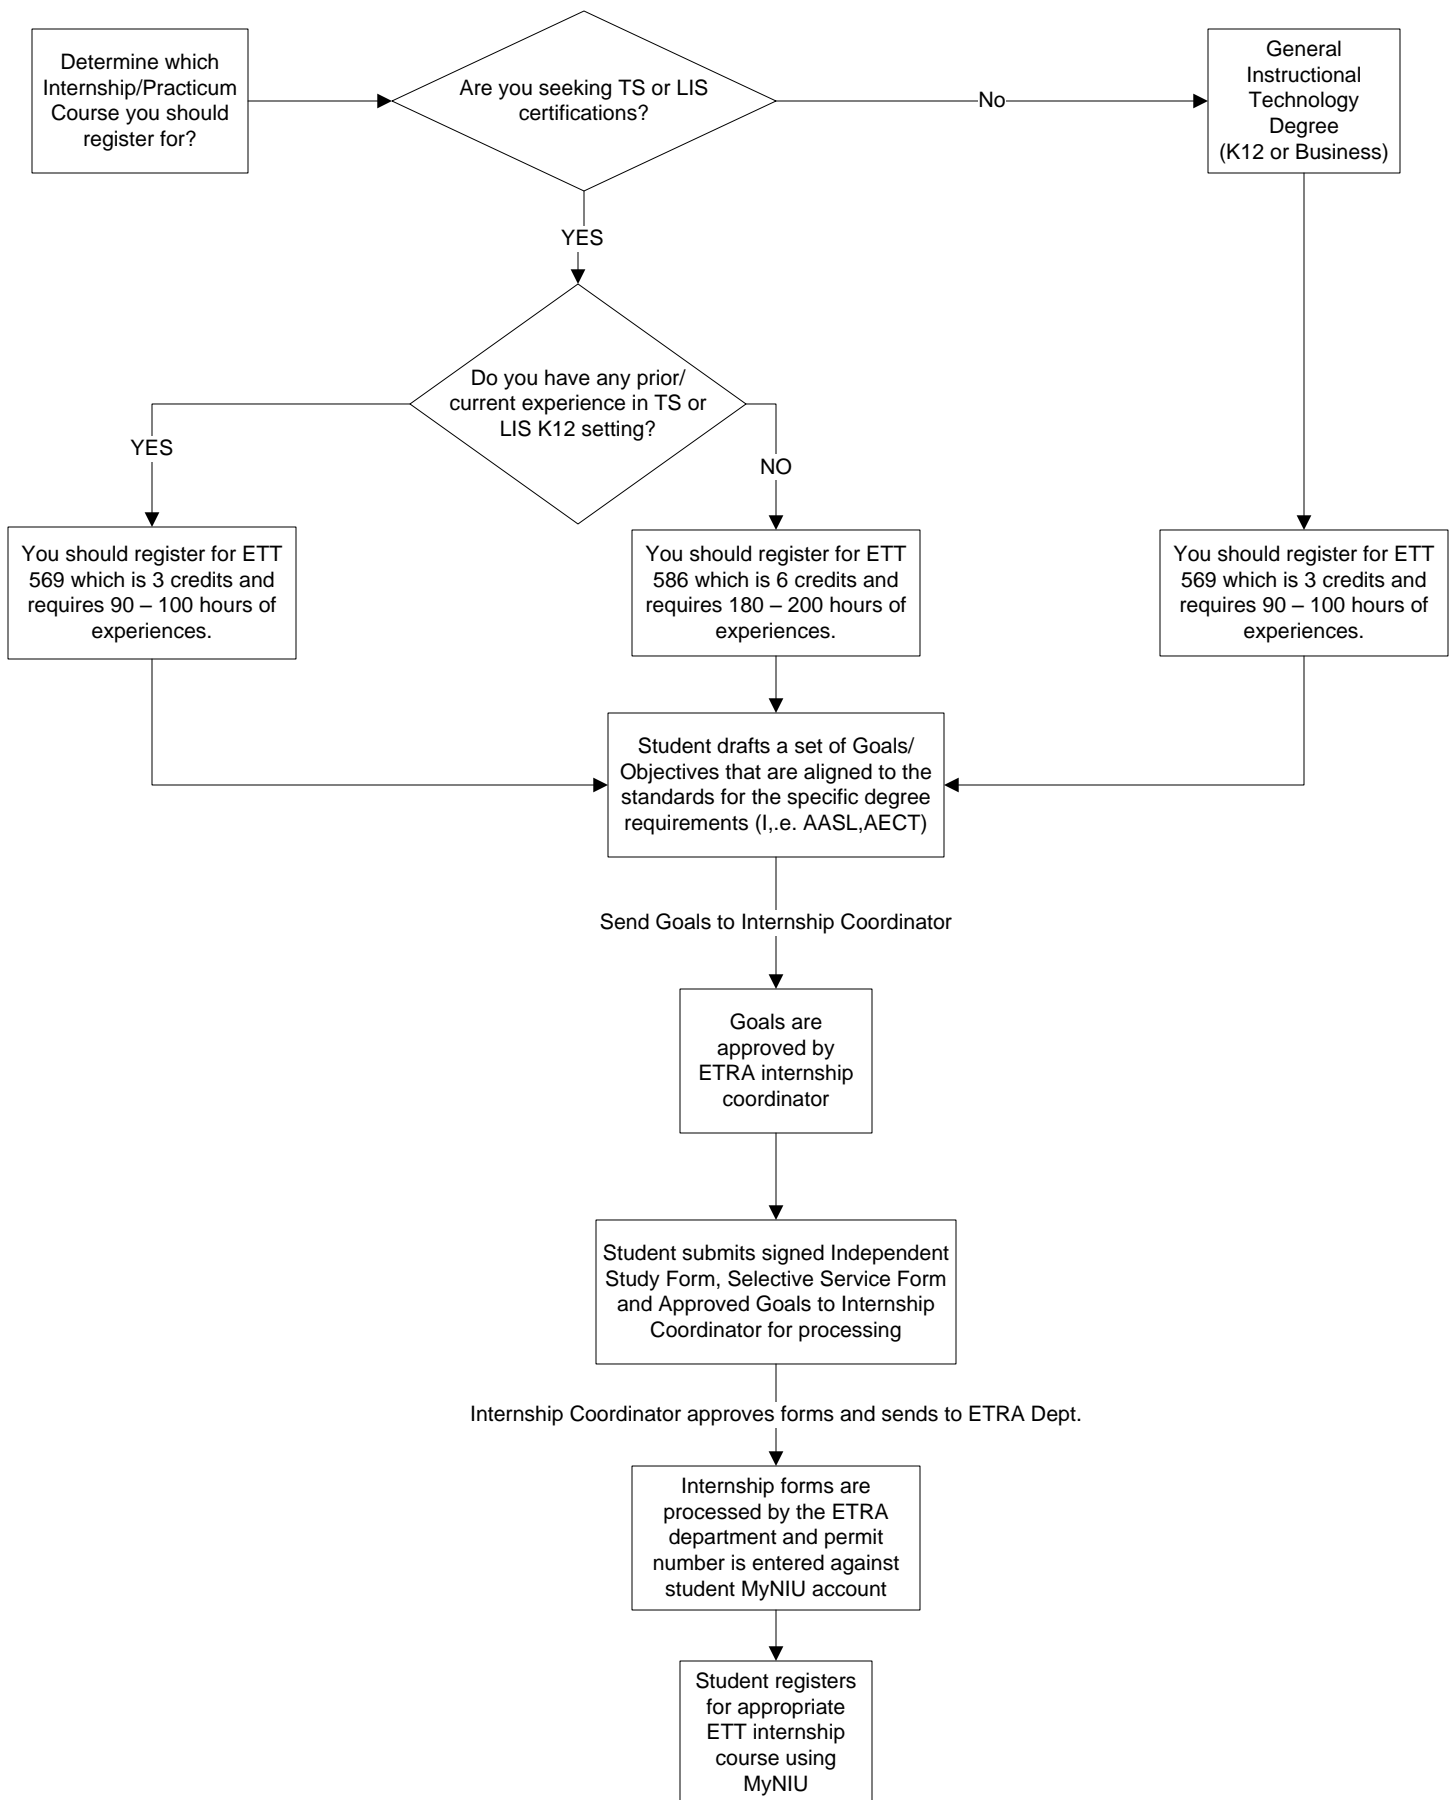 Determine which
Internship/Practicum
Course you should
register for?
Are you seeking TS or LIS
certifications?
No
General
Instructional
Technology
Degree
(K12 or Business)
YES
Do you have any prior/
current experience in TS or
LIS K12 setting?
YES
NO
You should register for ETT
569 which is 3 credits and
requires 90 – 100 hours of
experiences.
You should register for ETT
586 which is 6 credits and
requires 180 – 200 hours of
experiences.
You should register for ETT
569 which is 3 credits and
requires 90 – 100 hours of
experiences.
Student drafts a set of Goals/
Objectives that are aligned to the
standards for the specific degree
requirements (I,.e. AASL,AECT)
Send Goals to Internship Coordinator
Goals are
approved by
ETRA internship
coordinator
Student submits signed Independent
Study Form, Selective Service Form
and Approved Goals to Internship
Coordinator for processing
Internship Coordinator approves forms and sends to ETRA Dept.
Internship forms are
processed by the ETRA
department and permit
number is entered against
student MyNIU account
Student registers
for appropriate
ETT internship
course using
MyNIU